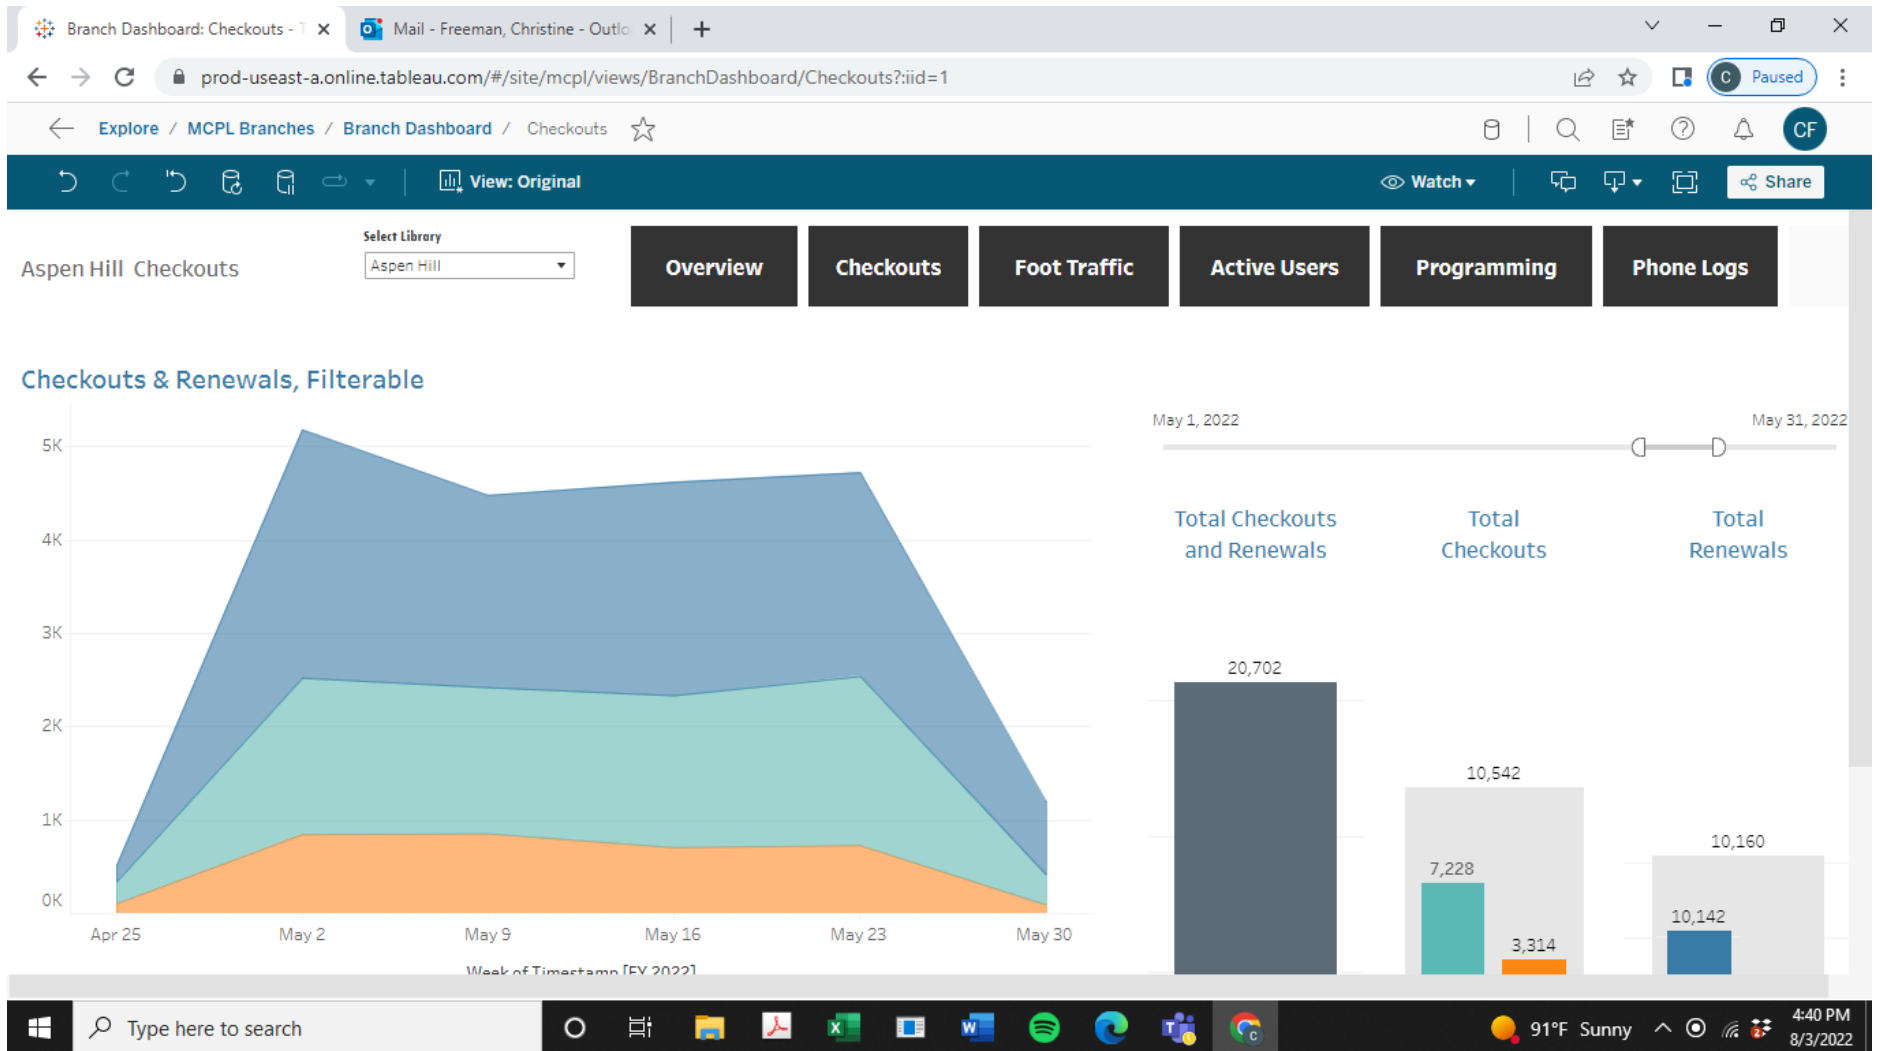 Branch Dashboard: Checkouts - T
Mail - Freeman, Christine - Outlo
prod-useast-a.online.tableau.com/#/site/mcpl/views/BranchDashboard/Checkouts?:iid=1
C Paused
Explore / MCPL Branches / Branch Dashboard / Checkouts
CF
View: Original
Watch
Share
Aspen Hill Checkouts
Select Library
Aspen Hill
Overview
Checkouts
Foot Traffic
Active Users
Programming
Phone Logs
Checkouts & Renewals, Filterable
5K
4K
3K
2K
1K
0K
Apr 25
May 2
May 9
May 16
May 23
May 30
Week of Timestamp [FY 2022]
May 1, 2022
May 31, 2022
Total Checkouts
and Renewals
Total
Checkouts
Total
Renewals
20,702
10,542
7,228
3,314
10,160
10,142
Type here to search
91°F Sunny
4:40 PM
8/3/2022